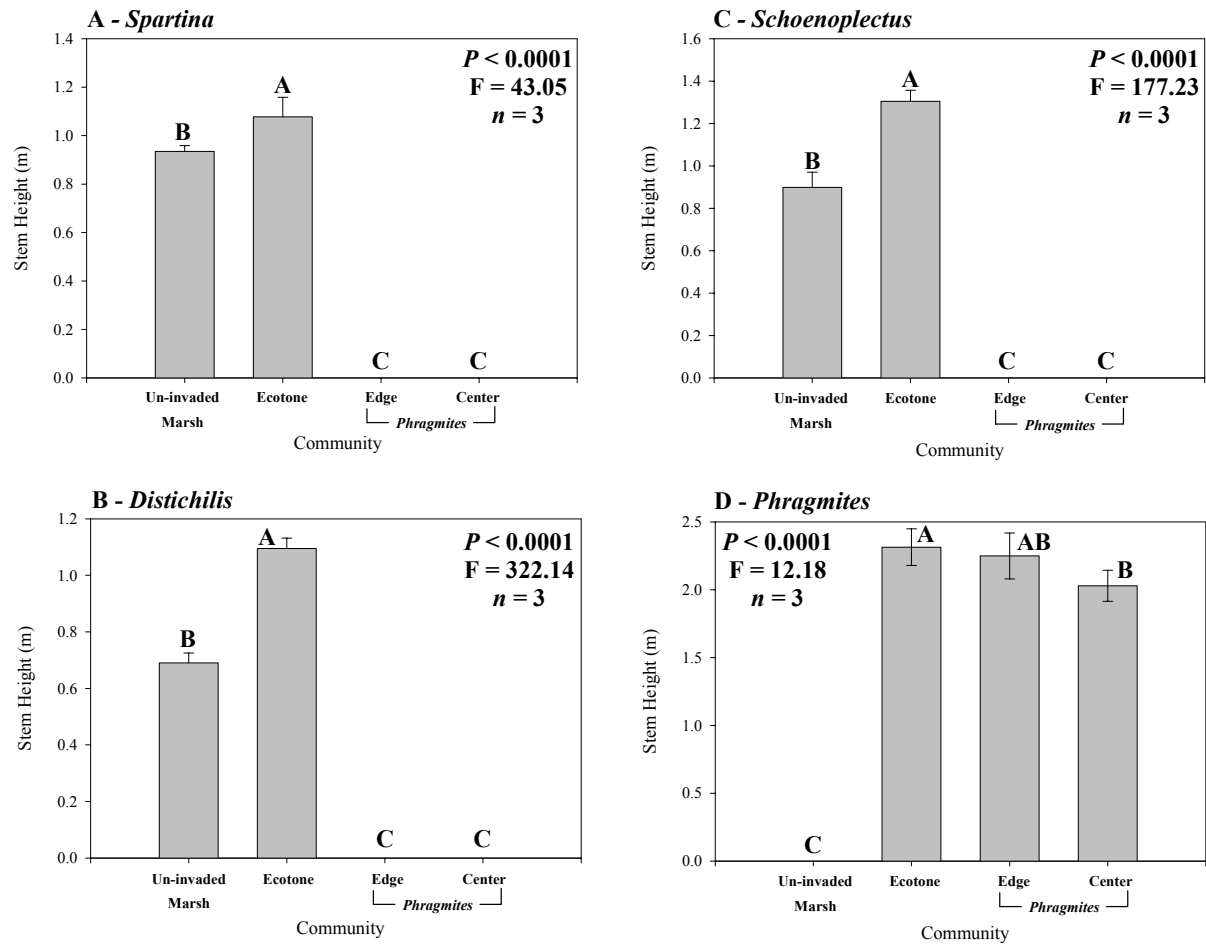 A - Spartina
1.4
1.2
1.0
0.8
0.6
0.4
0.2
0.0
Stem Height (m)
P < 0.0001
F = 43.05
n = 3
B
A
C
C
Un-invaded
Marsh
Ecotone
Edge
Center
Phragmites
Community
C - Schoenoplectus
1.6
1.4
1.2
1.0
0.8
0.6
0.4
0.2
0.0
Stem Height (m)
P < 0.0001
F = 177.23
n = 3
B
A
C
C
Un-invaded
Marsh
Ecotone
Edge
Center
Phragmites
Community
B - Distichilis
1.2
1.0
0.8
0.6
0.4
0.2
0.0
Stem Height (m)
P < 0.0001
F = 322.14
n = 3
B
A
C
C
Un-invaded
Marsh
Ecotone
Edge
Center
Phragmites
Community
D - Phragmites
2.5
2.0
1.5
1.0
0.5
0.0
Stem Height (m)
P < 0.0001
F = 12.18
n = 3
C
A
AB
B
Un-invaded
Marsh
Ecotone
Edge
Center
Phragmites
Community